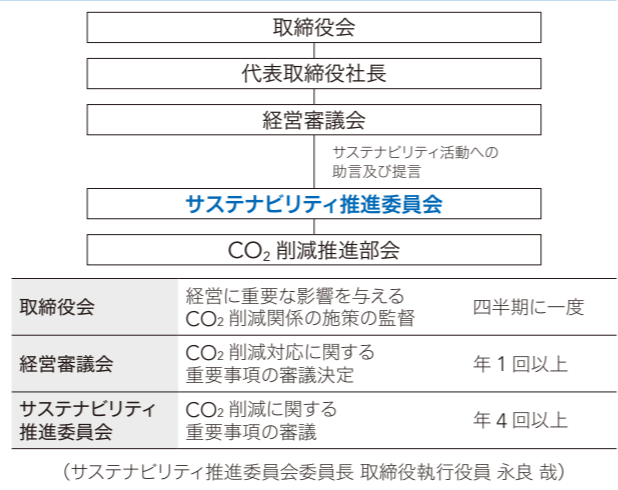 取締役会
代表取締役社長
経営審議会
サステナビリティ活動への
助言及び提言
サステナビリティ推進委員会
CO₂ 削減推進部会
取締役会
経営に重要な影響を与える
CO₂ 削減関係の施策の監督
四半期に一度
経営審議会
CO₂ 削減対応に関する
重要事項の審議決定
年 1 回以上
サステナビリティ
推進委員会
CO₂ 削減に関する
重要事項の審議
年 4 回以上
（サステナビリティ推進委員会委員長 取締役執行役員 永良 哉）